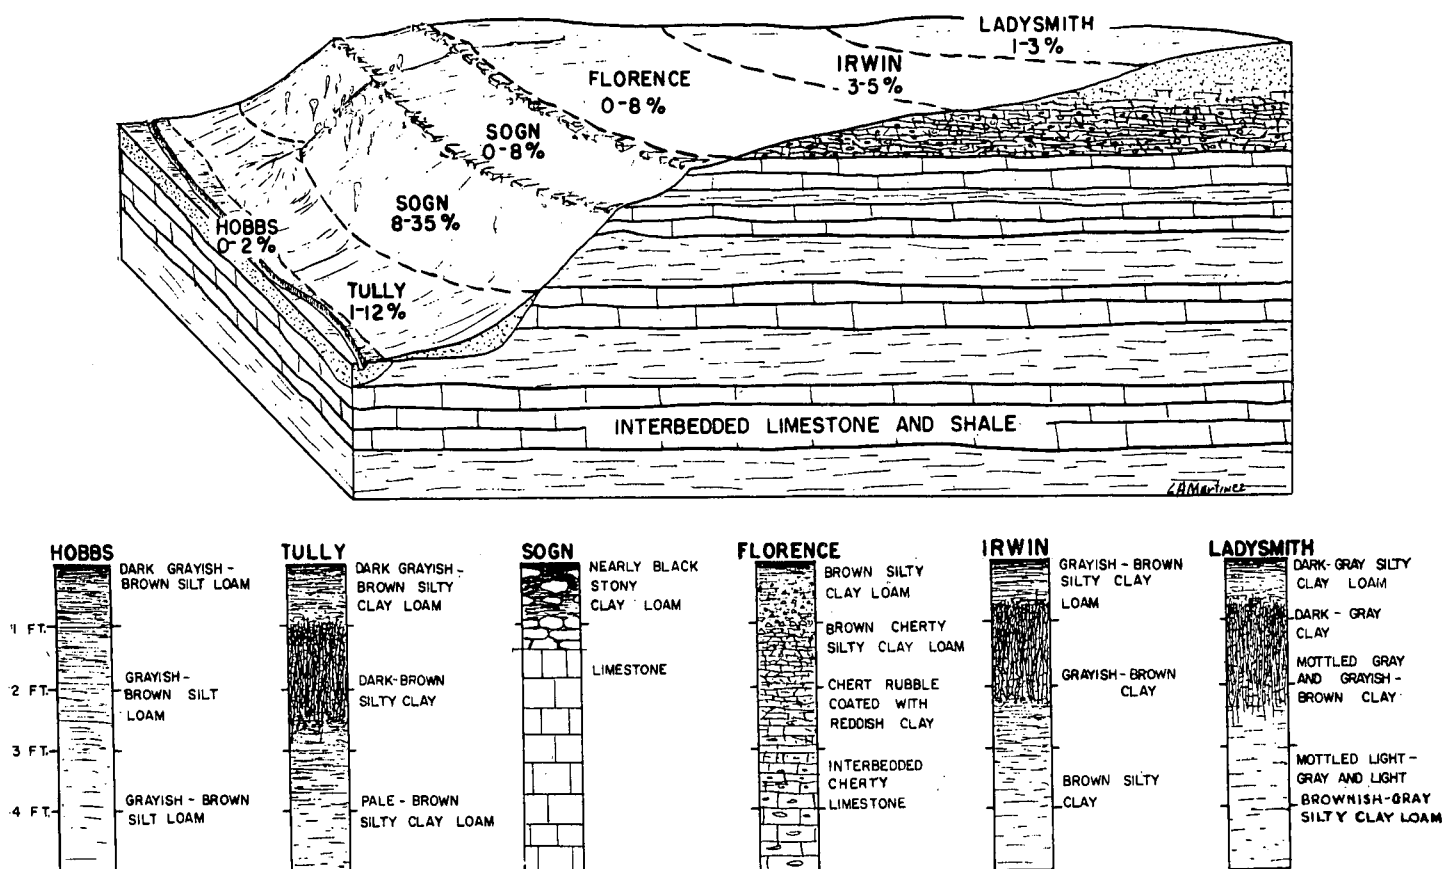 LADYSMITH
1-3%
IRWIN
3-5%
FLORENCE
0-8%
SOGN
0-8%
SOGN
8-35%
HOBBS
0-2%
TULLY
1-12%
INTERBEDDED LIMESTONE AND SHALE
LAMartinez
HOBBS
DARK GRAYISH-
BROWN SILT LOAM
1 FT.
GRAYISH-
BROWN SILT
LOAM
2 FT.
3 FT.
GRAYISH-BROWN
SILT LOAM
4 FT.
TULLY
DARK GRAYISH-
BROWN SILTY
CLAY LOAM
DARK-BROWN
SILTY CLAY
PALE-BROWN
SILTY CLAY LOAM
SOGN
NEARLY BLACK
STONY
CLAY LOAM
LIMESTONE
FLORENCE
BROWN SILTY
CLAY LOAM
BROWN CHERTY
SILTY CLAY LOAM
CHERT RUBBLE
COATED WITH
REDDISH CLAY
INTERBEDDED
CHERTY
LIMESTONE
IRWIN
GRAYISH-BROWN
SILTY CLAY
LOAM
GRAYISH-BROWN
CLAY
BROWN SILTY
CLAY
LADYSMITH
DARK-GRAY SILTY
CLAY LOAM
DARK-GRAY
CLAY
MOTTLED GRAY
AND GRAYISH-
BROWN CLAY
MOTTLED LIGHT-
GRAY AND LIGHT
BROWNISH-GRAY
SILTY CLAY LOAM